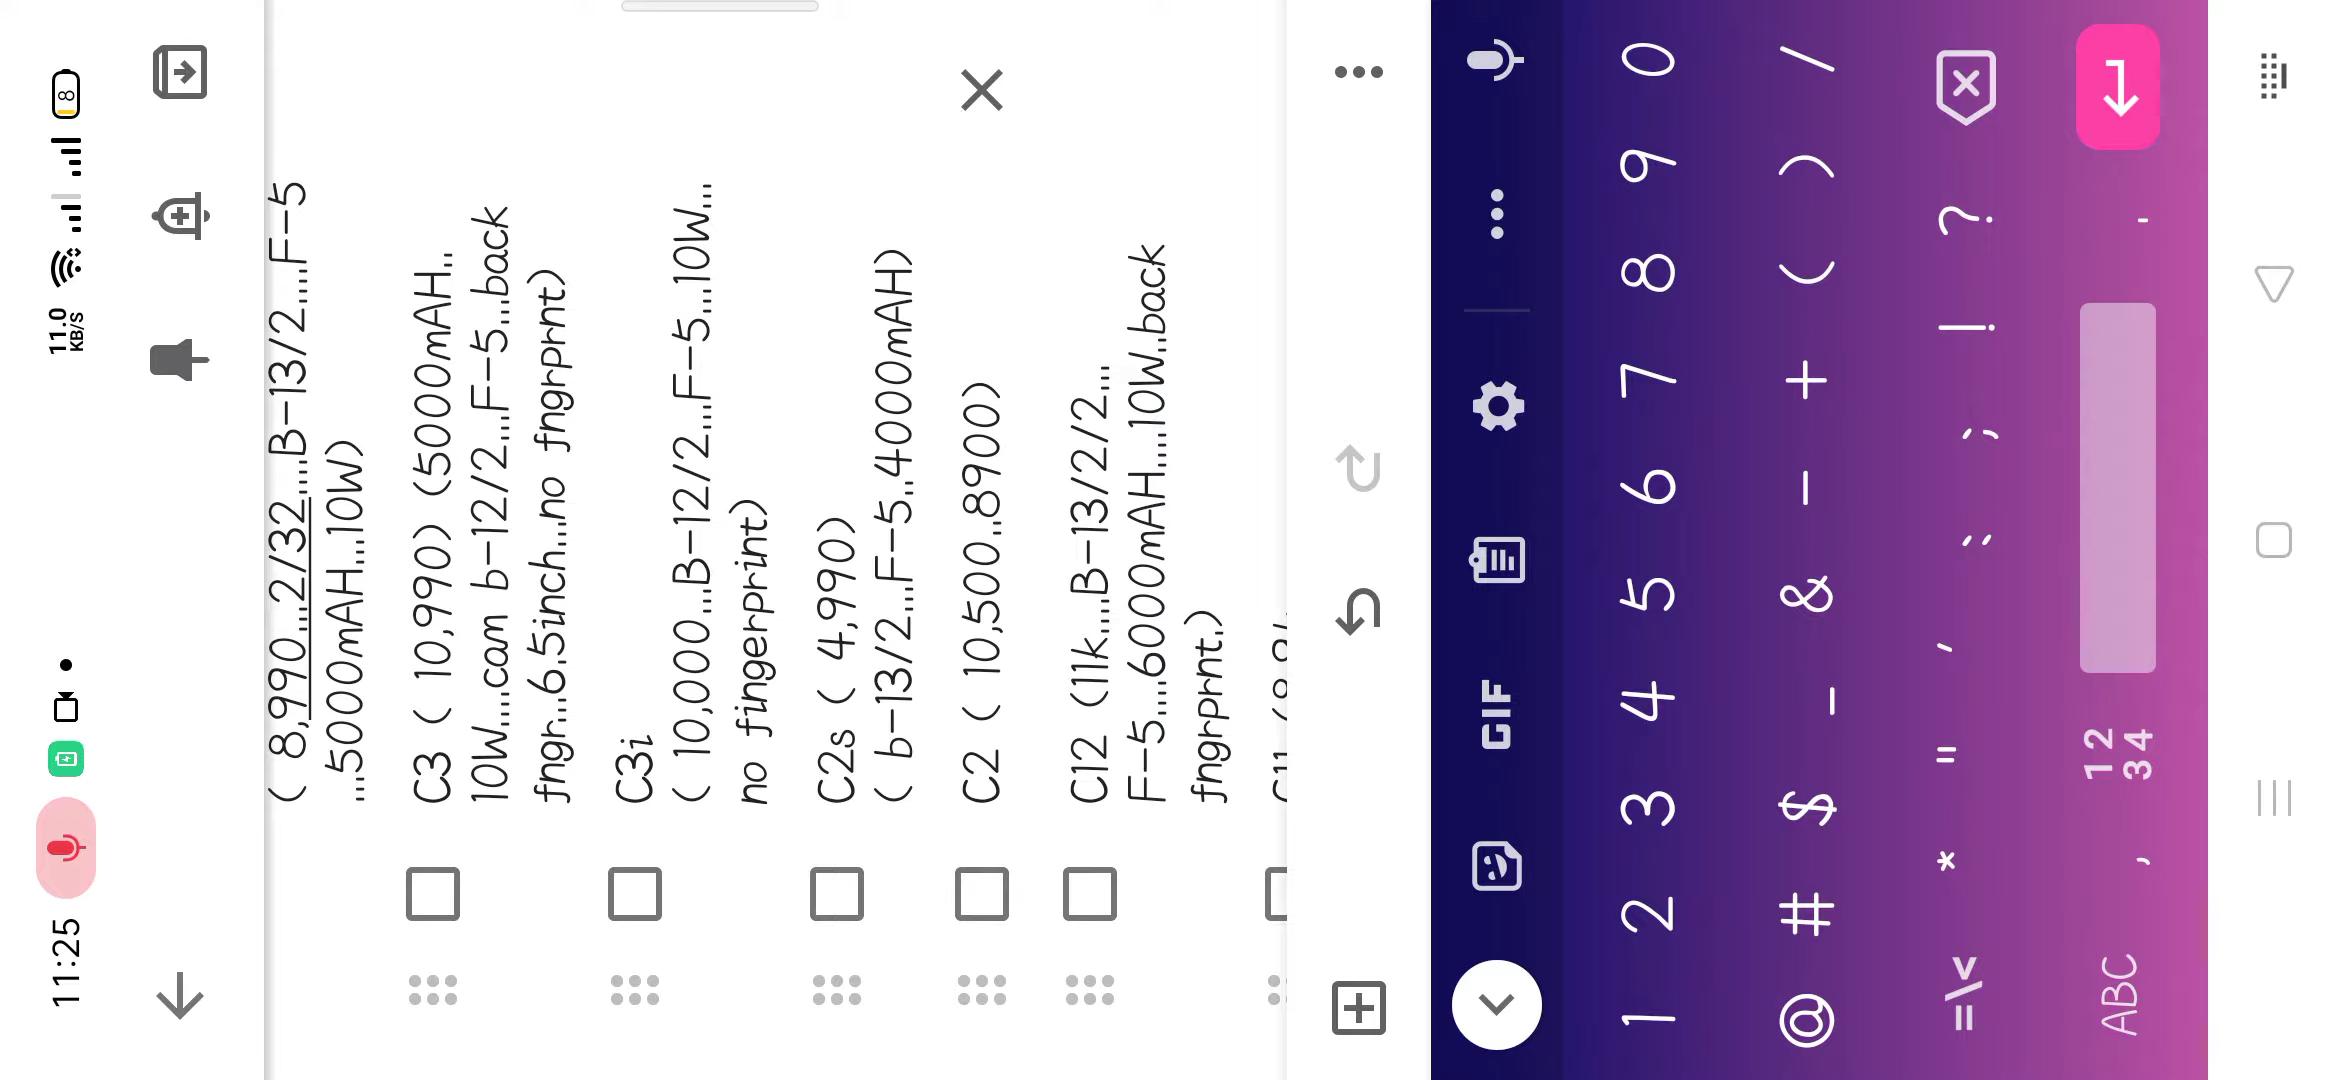 11:25
11.0
KB/S
8
( 8,990....2/32....B-13/2....F-5
...5000mAH...10W)
C3 ( 10,990) (5000mAH..
10W....can b-12/2....F-5...back
fngr...6.5inch...no fngrprnt)
C3i
( 10,000...B-12/2...F-5...10W...
no fingerprint)
C2s ( 4,990)
( b-13/2...F-5..4000mAH)
C2 ( 10,500..8900)
C12 (11k....B-13/2/2...
F-5....6000mAH....10W..back
fngrprnt.)
GIF
1 2 3 4 5 6 7 8 9 0
@ # $ _ & - + ( ) /
=\< * " ' : ; ! ?
ABC , 12 34 .